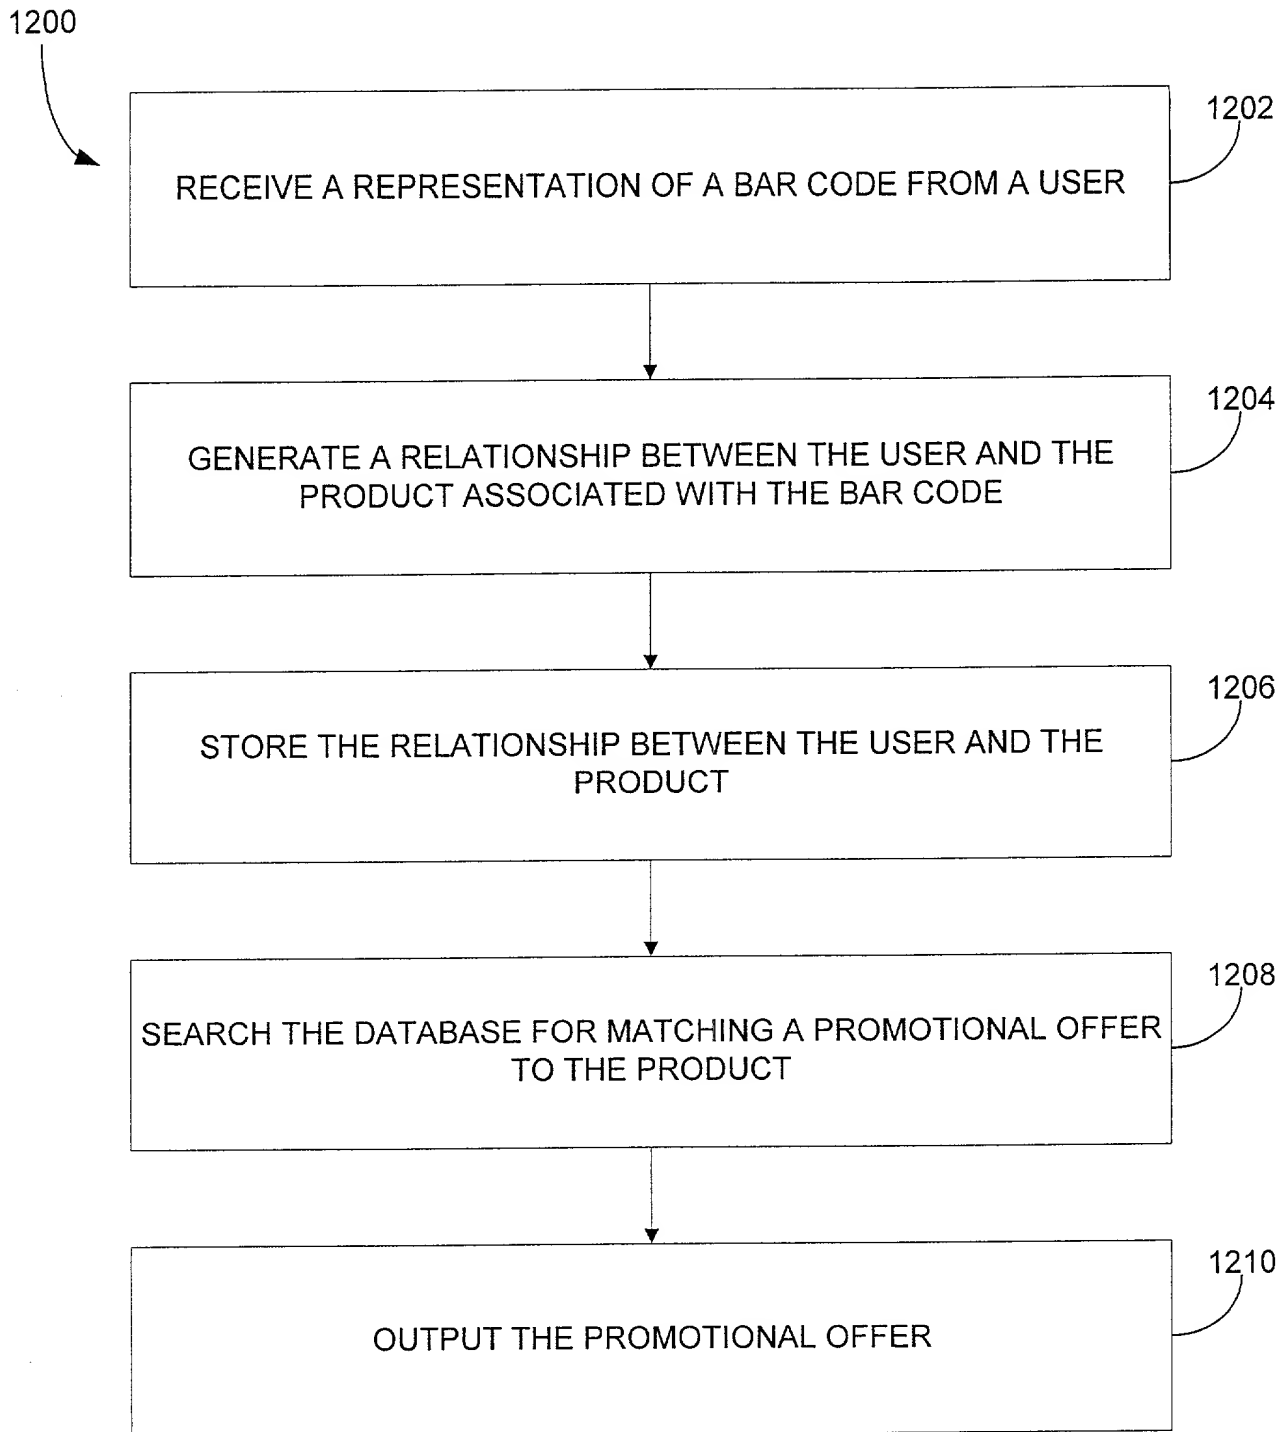 1200
1202
RECEIVE A REPRESENTATION OF A BAR CODE FROM A USER
1204
GENERATE A RELATIONSHIP BETWEEN THE USER AND THE
PRODUCT ASSOCIATED WITH THE BAR CODE
1206
STORE THE RELATIONSHIP BETWEEN THE USER AND THE
PRODUCT
1208
SEARCH THE DATABASE FOR MATCHING A PROMOTIONAL OFFER
TO THE PRODUCT
1210
OUTPUT THE PROMOTIONAL OFFER